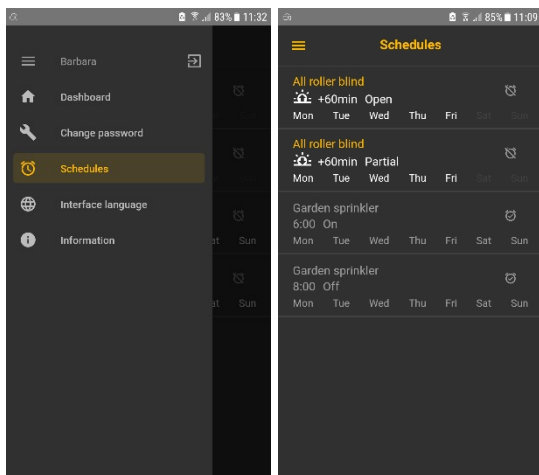 83% 11:32
Barbara
Dashboard
Change password
Schedules
Interface language
Information
at Sun
at Sun
85% 11:09
Schedules
All roller blind
+60min Open
Mon Tue Wed Thu Fri Sat Sun
All roller blind
+60min Partial
Mon Tue Wed Thu Fri Sat Sun
Garden sprinkler
6:00 On
Mon Tue Wed Thu Fri Sat Sun
Garden sprinkler
8:00 Off
Mon Tue Wed Thu Fri Sat Sun